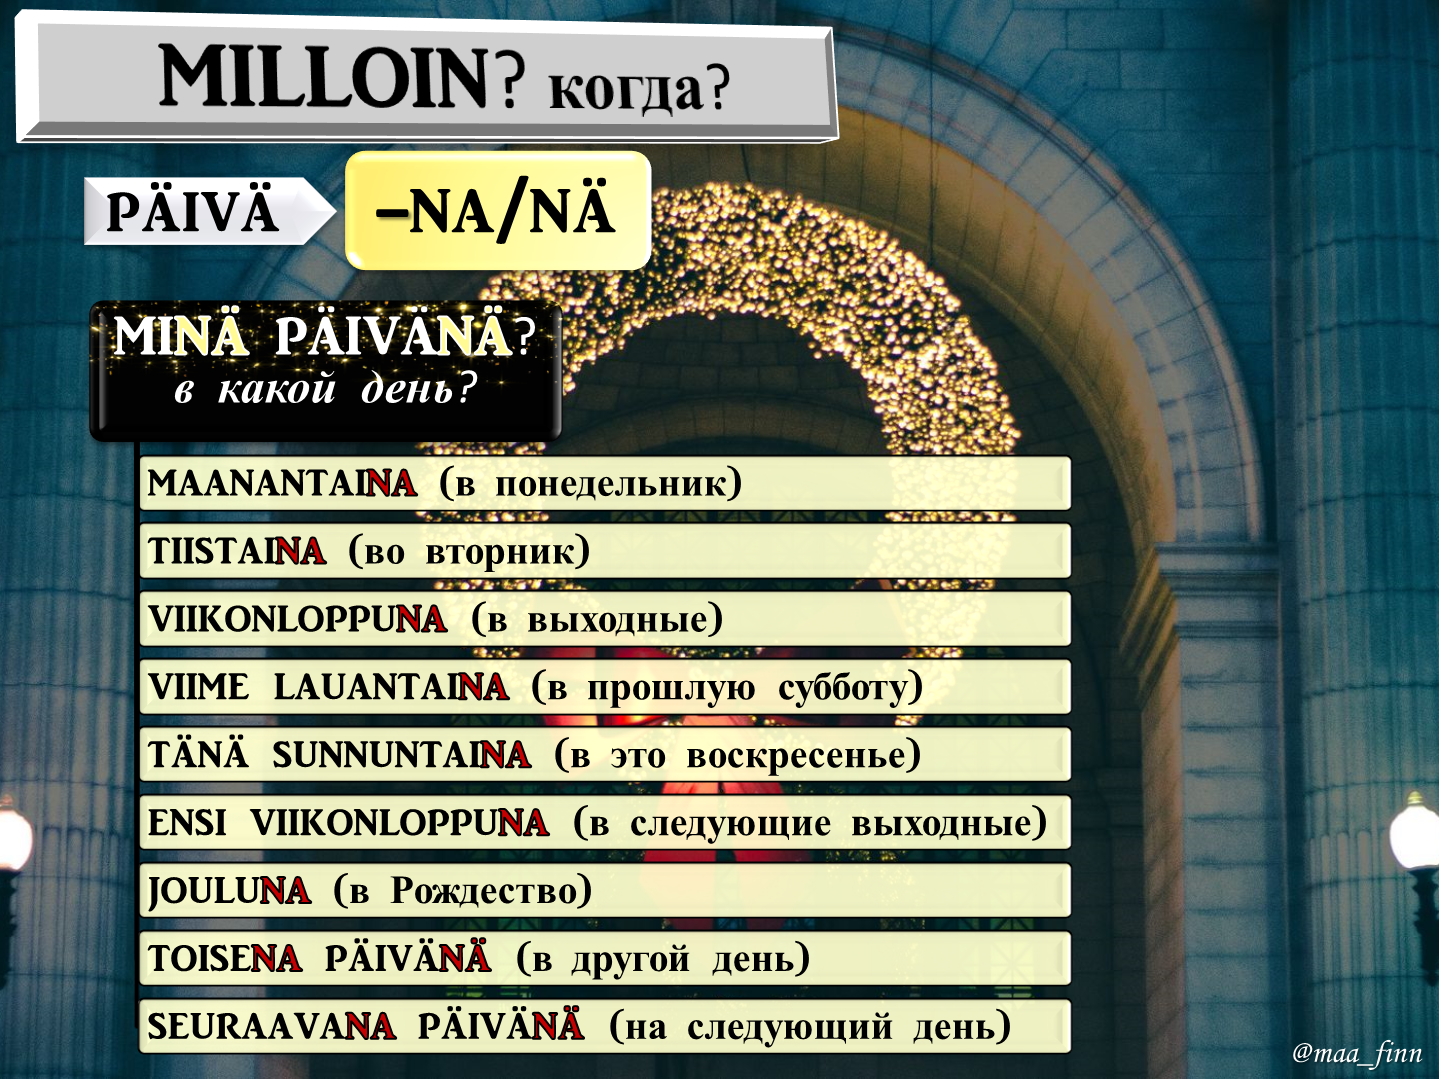 MILLOIN? когда?
PÄIVÄ
–NA/NÄ
MINÄ PÄIVÄNÄ?
в какой день?
MAANANTAINA (в понедельник)
TIISTAINA (во вторник)
VIIKONLOPPUNA (в выходные)
VIIME LAUANTAINA (в прошлую субботу)
TÄNÄ SUNNUNTAINA (в это воскресенье)
ENSI VIIKONLOPPUNA (в следующие выходные)
JOULUNA (в Рождество)
TOISENA PÄIVÄNÄ (в другой день)
SEURAAVANA PÄIVÄNÄ (на следующий день)
@maa_finn